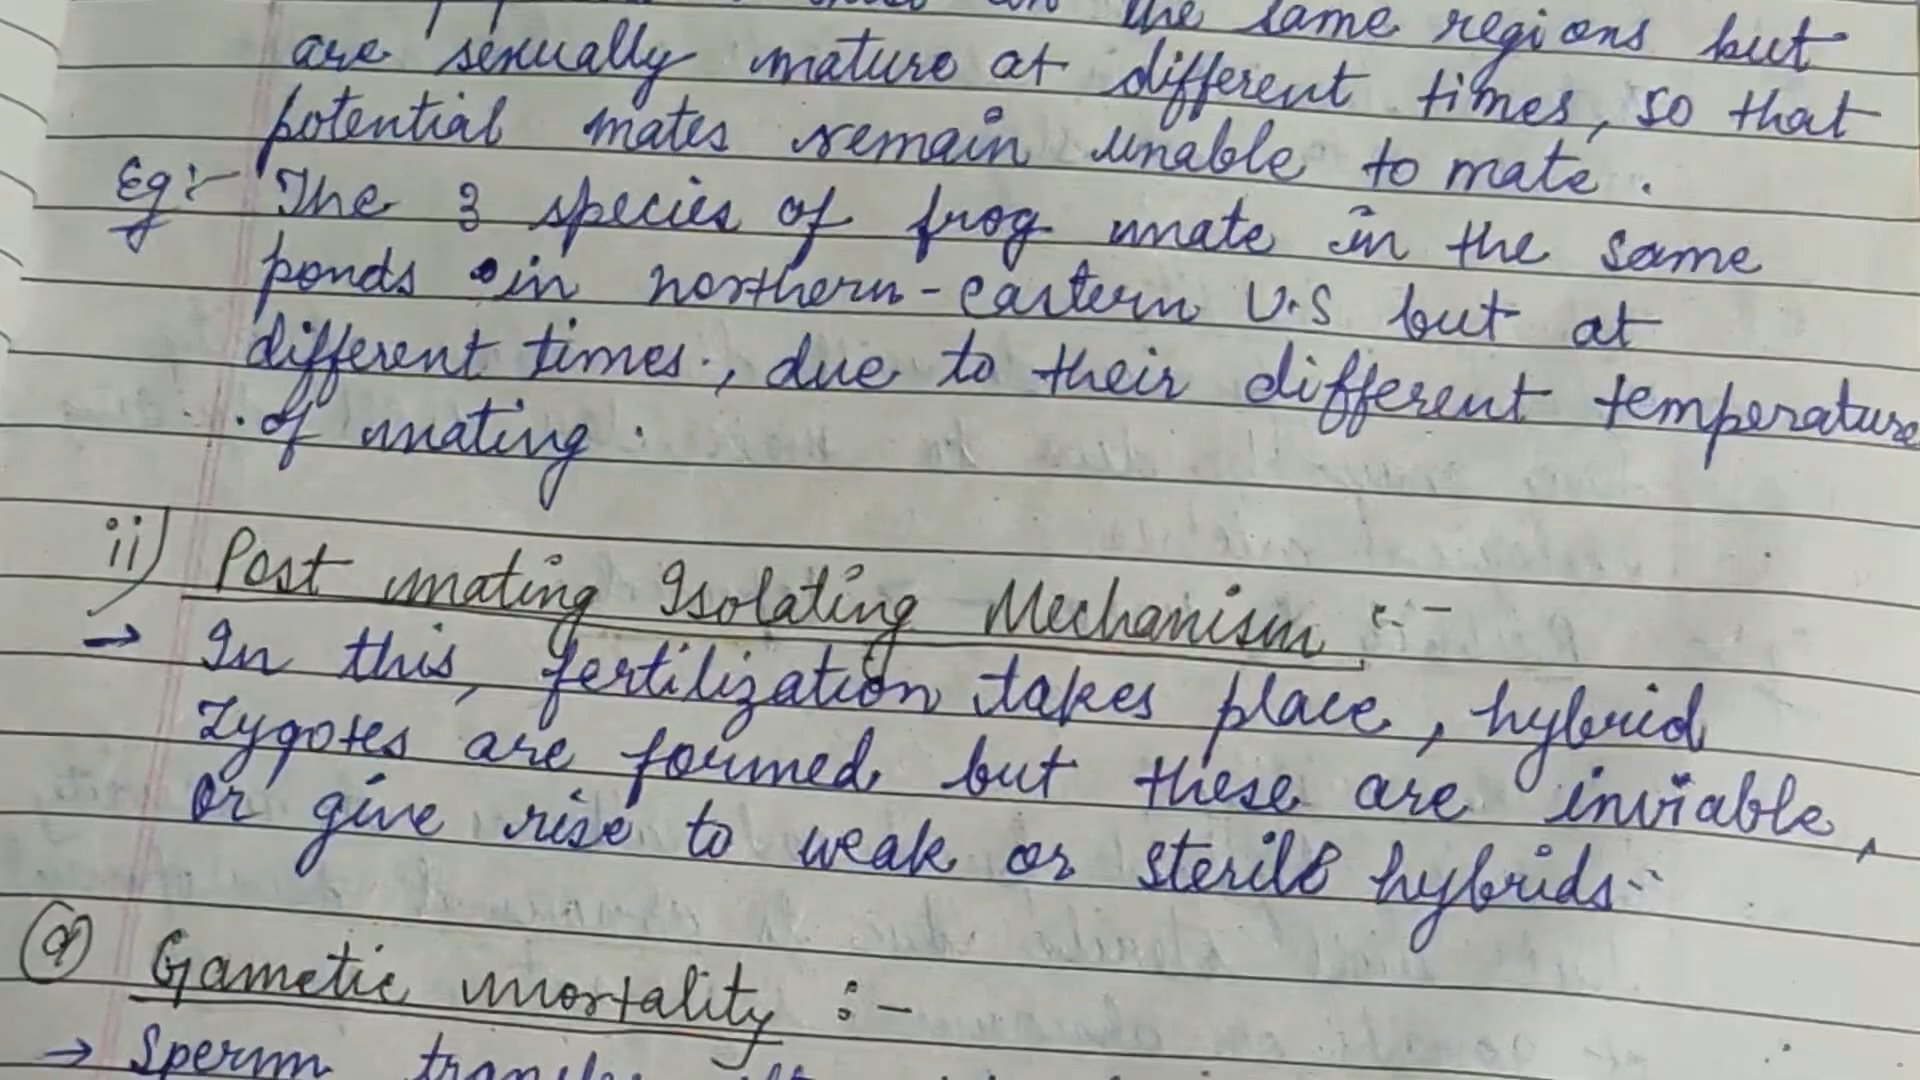 the same regions but
are sexually mature at different times, so that
potential mates remain unable to mate.
Eg:- The 3 species of frog mate in the same
ponds in northern-eastern U.S but at
different times., due to their different temperature
of mating.
ii) Post mating Isolating Mechanism :-
→ In this, fertilization takes place, hybrid
Zygotes are formed but these are inviable,
or give rise to weak or sterile hybrids.
a) Gametic mortality :-
→ Sperm